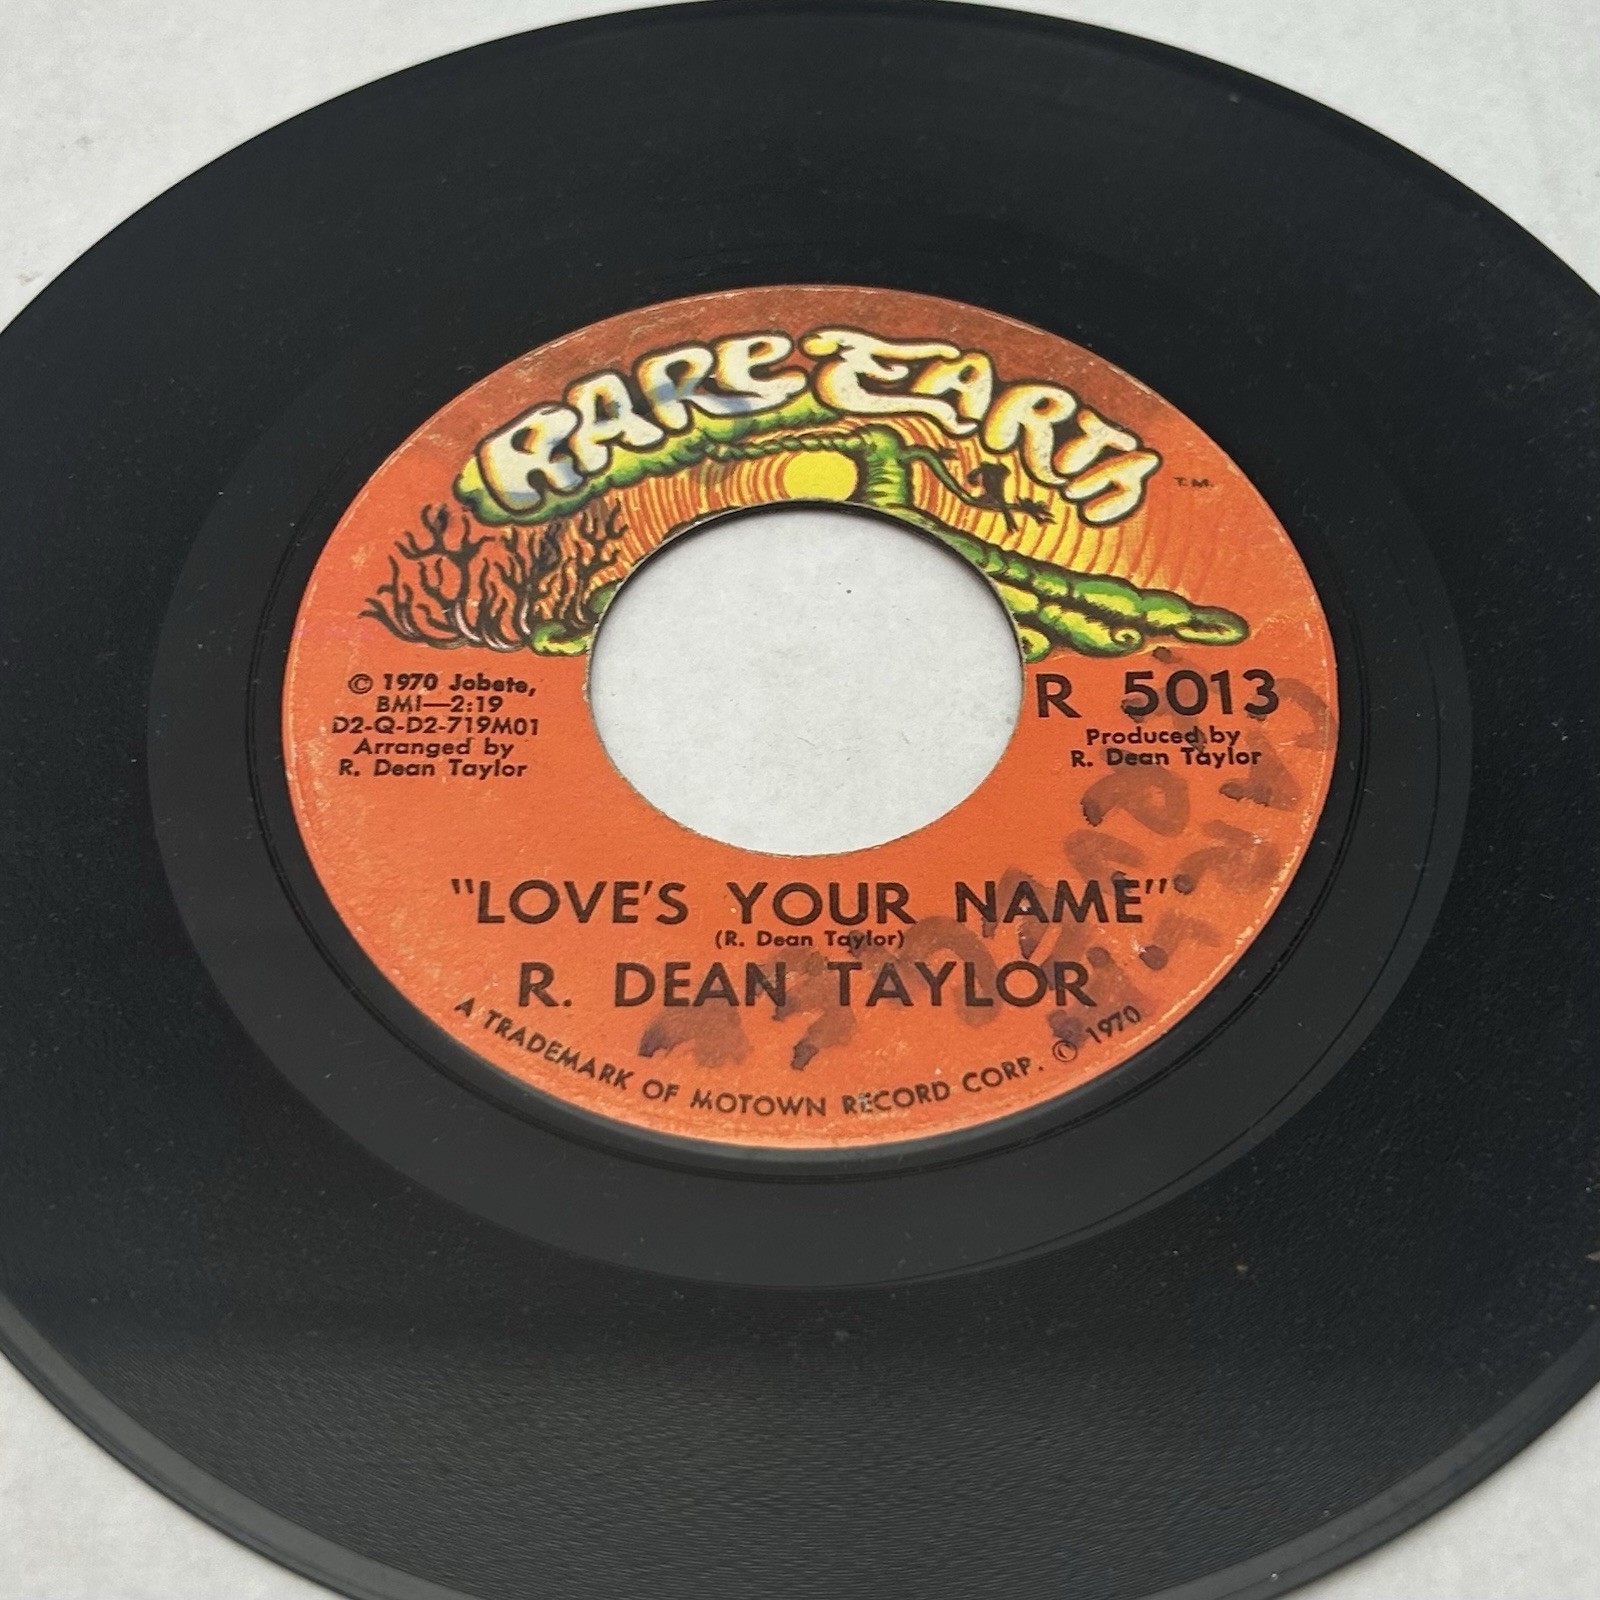 RARE EARTH
T.M.
© 1970 Jobete,
BMI—2:19
D2-Q-D2-719M01
Arranged by
R. Dean Taylor
R 5013
Produced by
R. Dean Taylor
"LOVE'S YOUR NAME"
(R. Dean Taylor)
R. DEAN TAYLOR
A TRADEMARK OF MOTOWN RECORD CORP. Ⓟ 1970